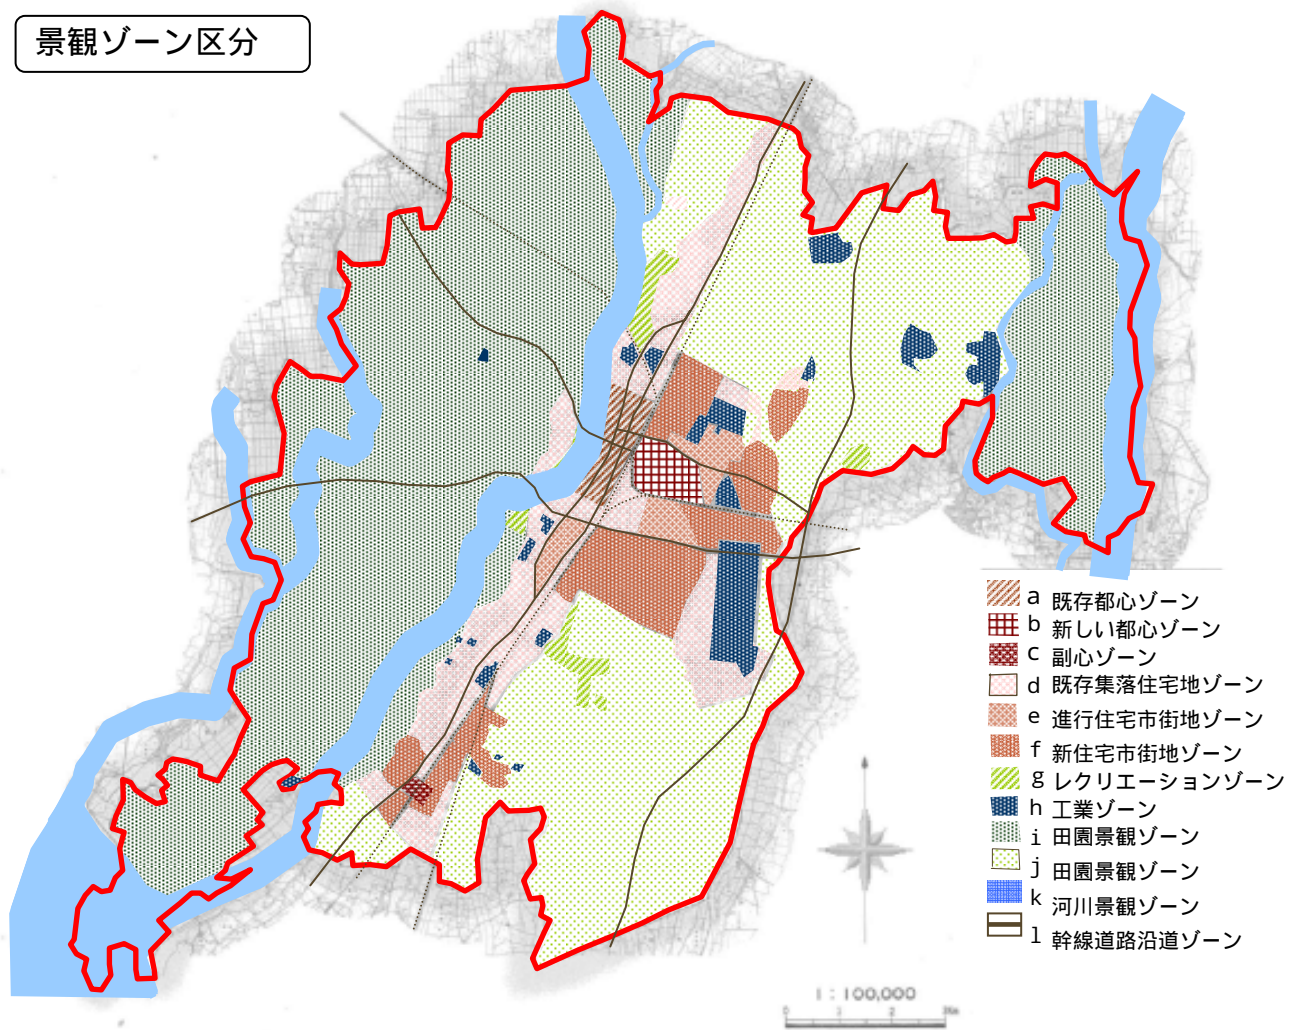 景観ゾーン区分
a 既存都心ゾーン
b 新しい都心ゾーン
c 副心ゾーン
d 既存集落住宅地ゾーン
e 進行住宅市街地ゾーン
f 新住宅市街地ゾーン
g レクリエーションゾーン
h 工業ゾーン
i 田園景観ゾーン
j 田園景観ゾーン
k 河川景観ゾーン
l 幹線道路沿道ゾーン
1:100,000
0 1 2 3Km